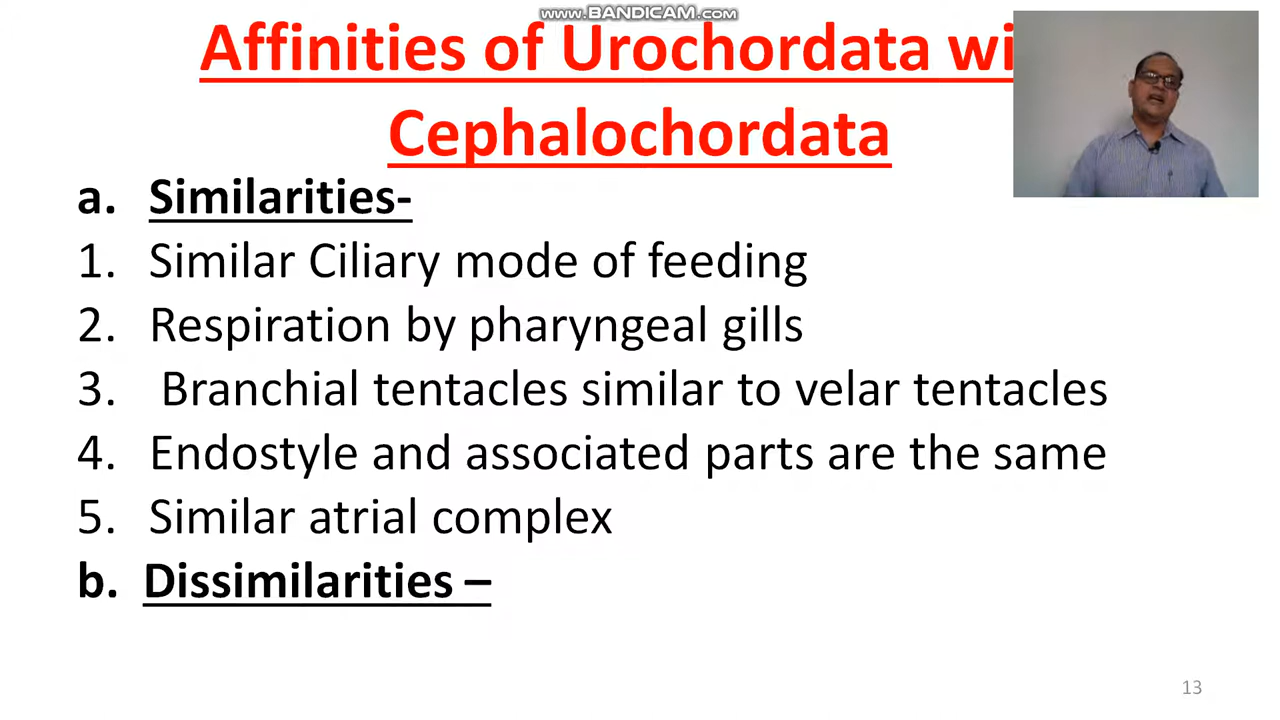 www.BANDICAM.com
Affinities of Urochordata wi
Cephalochordata
a. Similarities-
1. Similar Ciliary mode of feeding
2. Respiration by pharyngeal gills
3. Branchial tentacles similar to velar tentacles
4. Endostyle and associated parts are the same
5. Similar atrial complex
b. Dissimilarities –
13